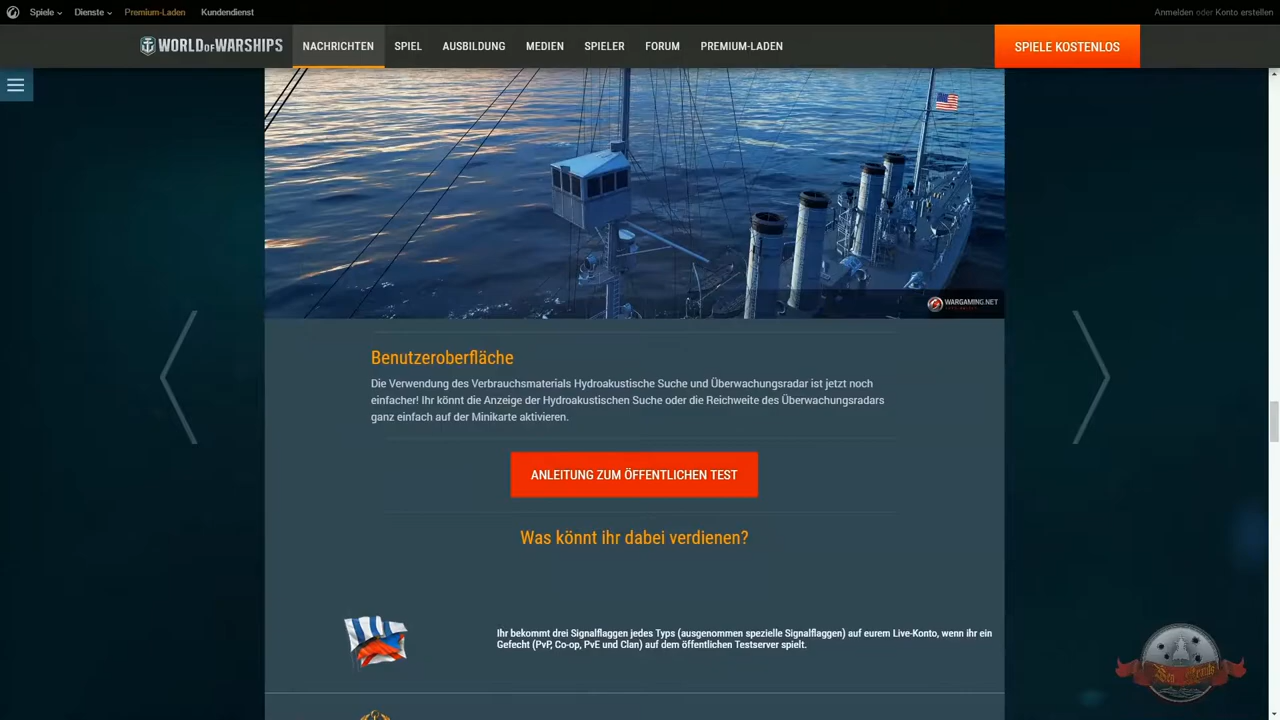 Spiele Dienste Premium-Laden Kundendienst Anmelden oder Konto erstellen
WORLD OF WARSHIPS NACHRICHTEN SPIEL AUSBILDUNG MEDIEN SPIELER FORUM PREMIUM-LADEN SPIELE KOSTENLOS
WARGAMING.NET
Benutzeroberfläche
Die Verwendung des Verbrauchsmaterials Hydroakustische Suche und Überwachungsradar ist jetzt noch
einfacher! Ihr könnt die Anzeige der Hydroakustischen Suche oder die Reichweite des Überwachungsradars
ganz einfach auf der Minikarte aktivieren.
ANLEITUNG ZUM ÖFFENTLICHEN TEST
Was könnt ihr dabei verdienen?
Ihr bekommt drei Signalflaggen jedes Typs (ausgenommen spezielle Signalflaggen) auf eurem Live-Konto, wenn ihr ein
Gefecht (PvP, Co-op, PvE und Clan) auf dem öffentlichen Testserver spielt.